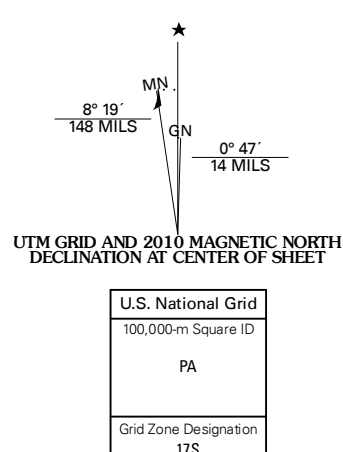 ★
MN
8° 19´
148 MILS
GN
0° 47´
14 MILS
UTM GRID AND 2010 MAGNETIC NORTH
DECLINATION AT CENTER OF SHEET
U.S. National Grid
100,000-m Square ID
PA
Grid Zone Designation
17S